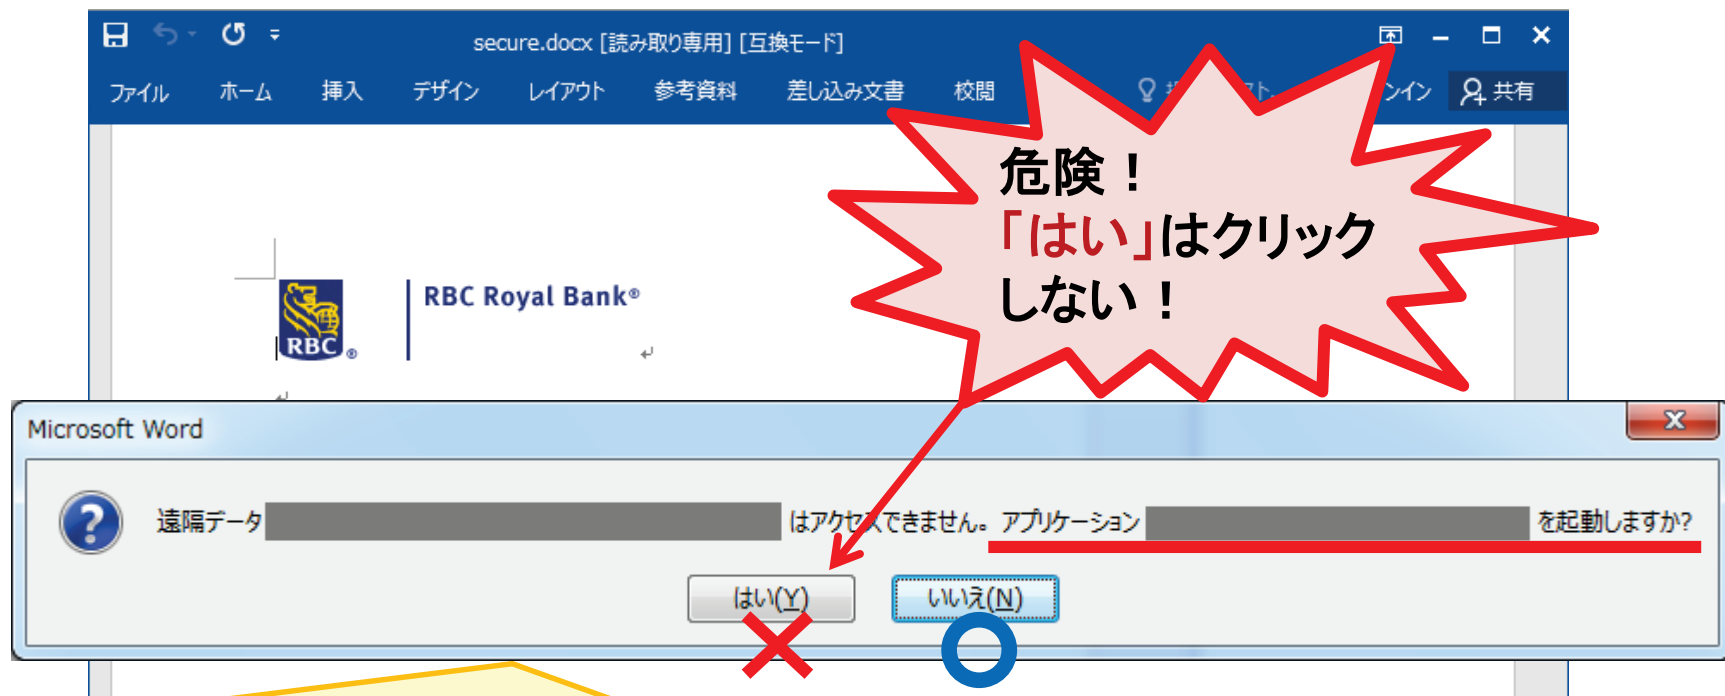 secure.docx [読み取り専用] [互換モード]
ファイル ホーム 挿入 デザイン レイアウト 参考資料 差し込み文書 校閲 ンイン 共有
危険！
「はい」はクリック
しない！
RBC Royal Bank®
RBC ®
Microsoft Word
遠隔データ はアクセスできません。アプリケーション を起動しますか?
はい(Y) いいえ(N)